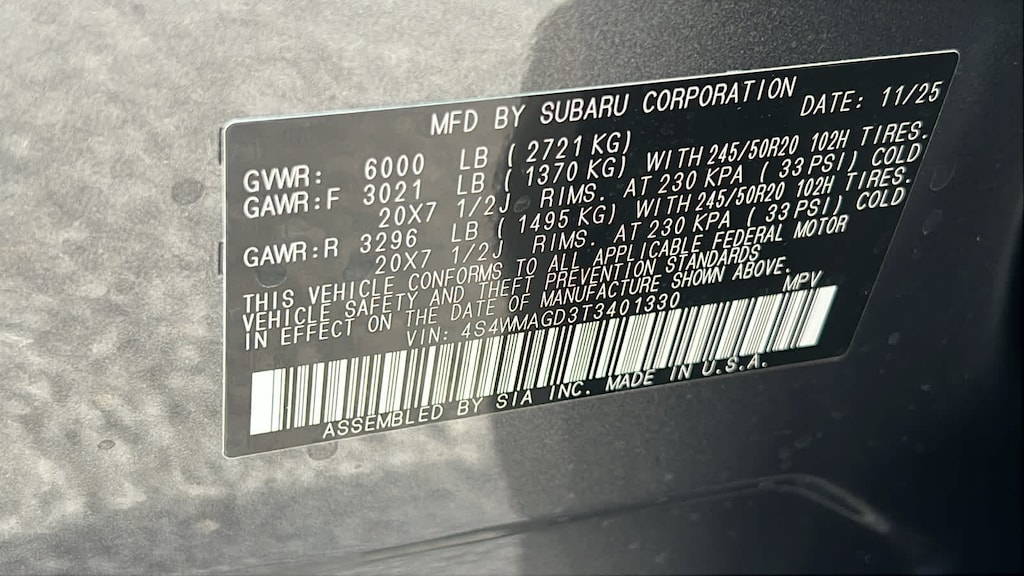 MFD BY SUBARU CORPORATION DATE: 11/25
GVWR: 6000 LB ( 2721 KG)
GAWR:F 3021 LB ( 1370 KG) WITH 245/50R20 102H TIRES.
20X7 1/2J RIMS. AT 230 KPA ( 33 PSI) COLD
GAWR:R 3296 LB ( 1495 KG) WITH 245/50R20 102H TIRES.
20X7 1/2J RIMS. AT 230 KPA ( 33 PSI) COLD
THIS VEHICLE CONFORMS TO ALL APPLICABLE FEDERAL MOTOR
VEHICLE SAFETY AND THEFT PREVENTION STANDARDS
IN EFFECT ON THE DATE OF MANUFACTURE SHOWN ABOVE.
VIN: 4S4WMAGD3T3401330 MPV
ASSEMBLED BY SIA INC. MADE IN U.S.A.